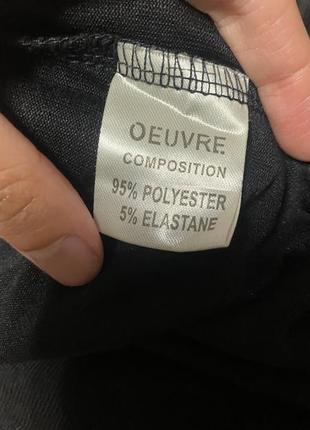 OEUVRE
COMPOSITION
95% POLYESTER
5% ELASTANE